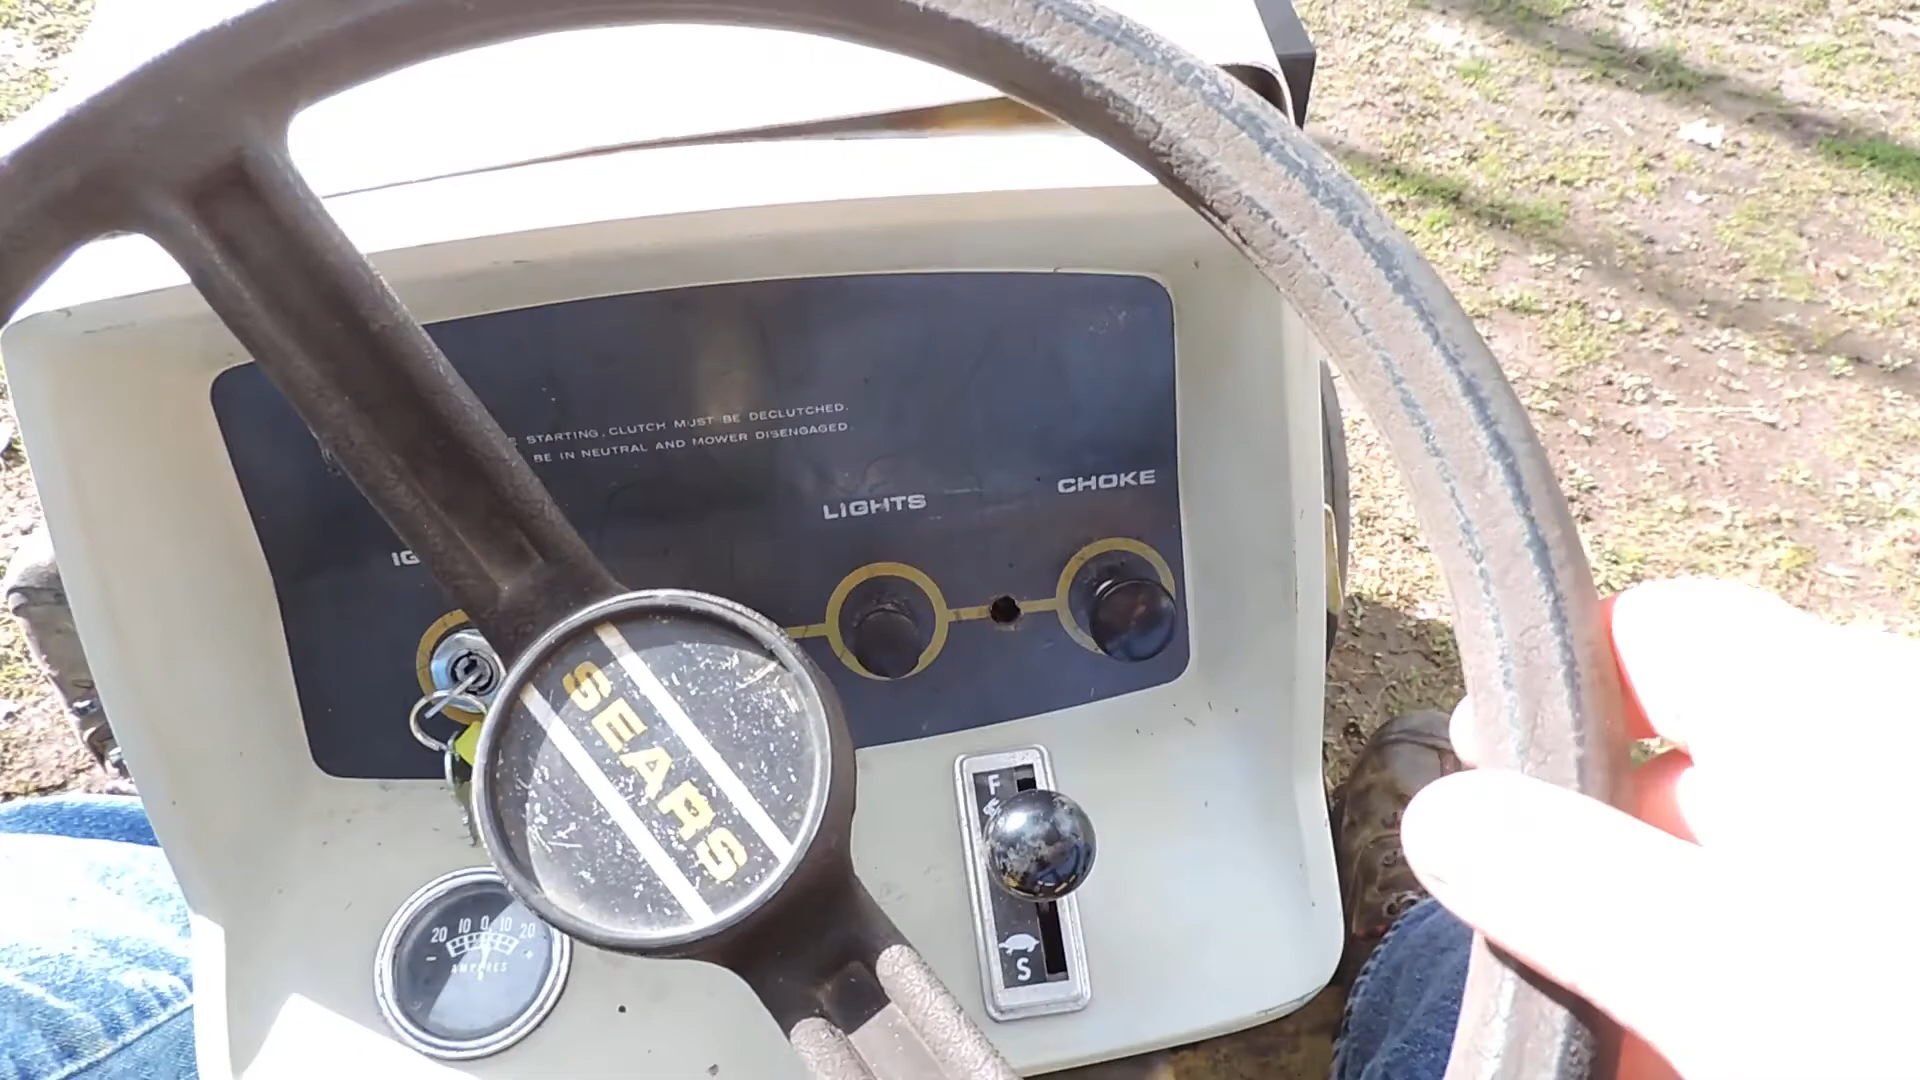 STARTING, CLUTCH MUST BE DECLUTCHED.
BE IN NEUTRAL AND MOWER DISENGAGED.
LIGHTS
CHOKE
IG
SEARS
F
S
20 10 0 10 20
- +
AMPERES